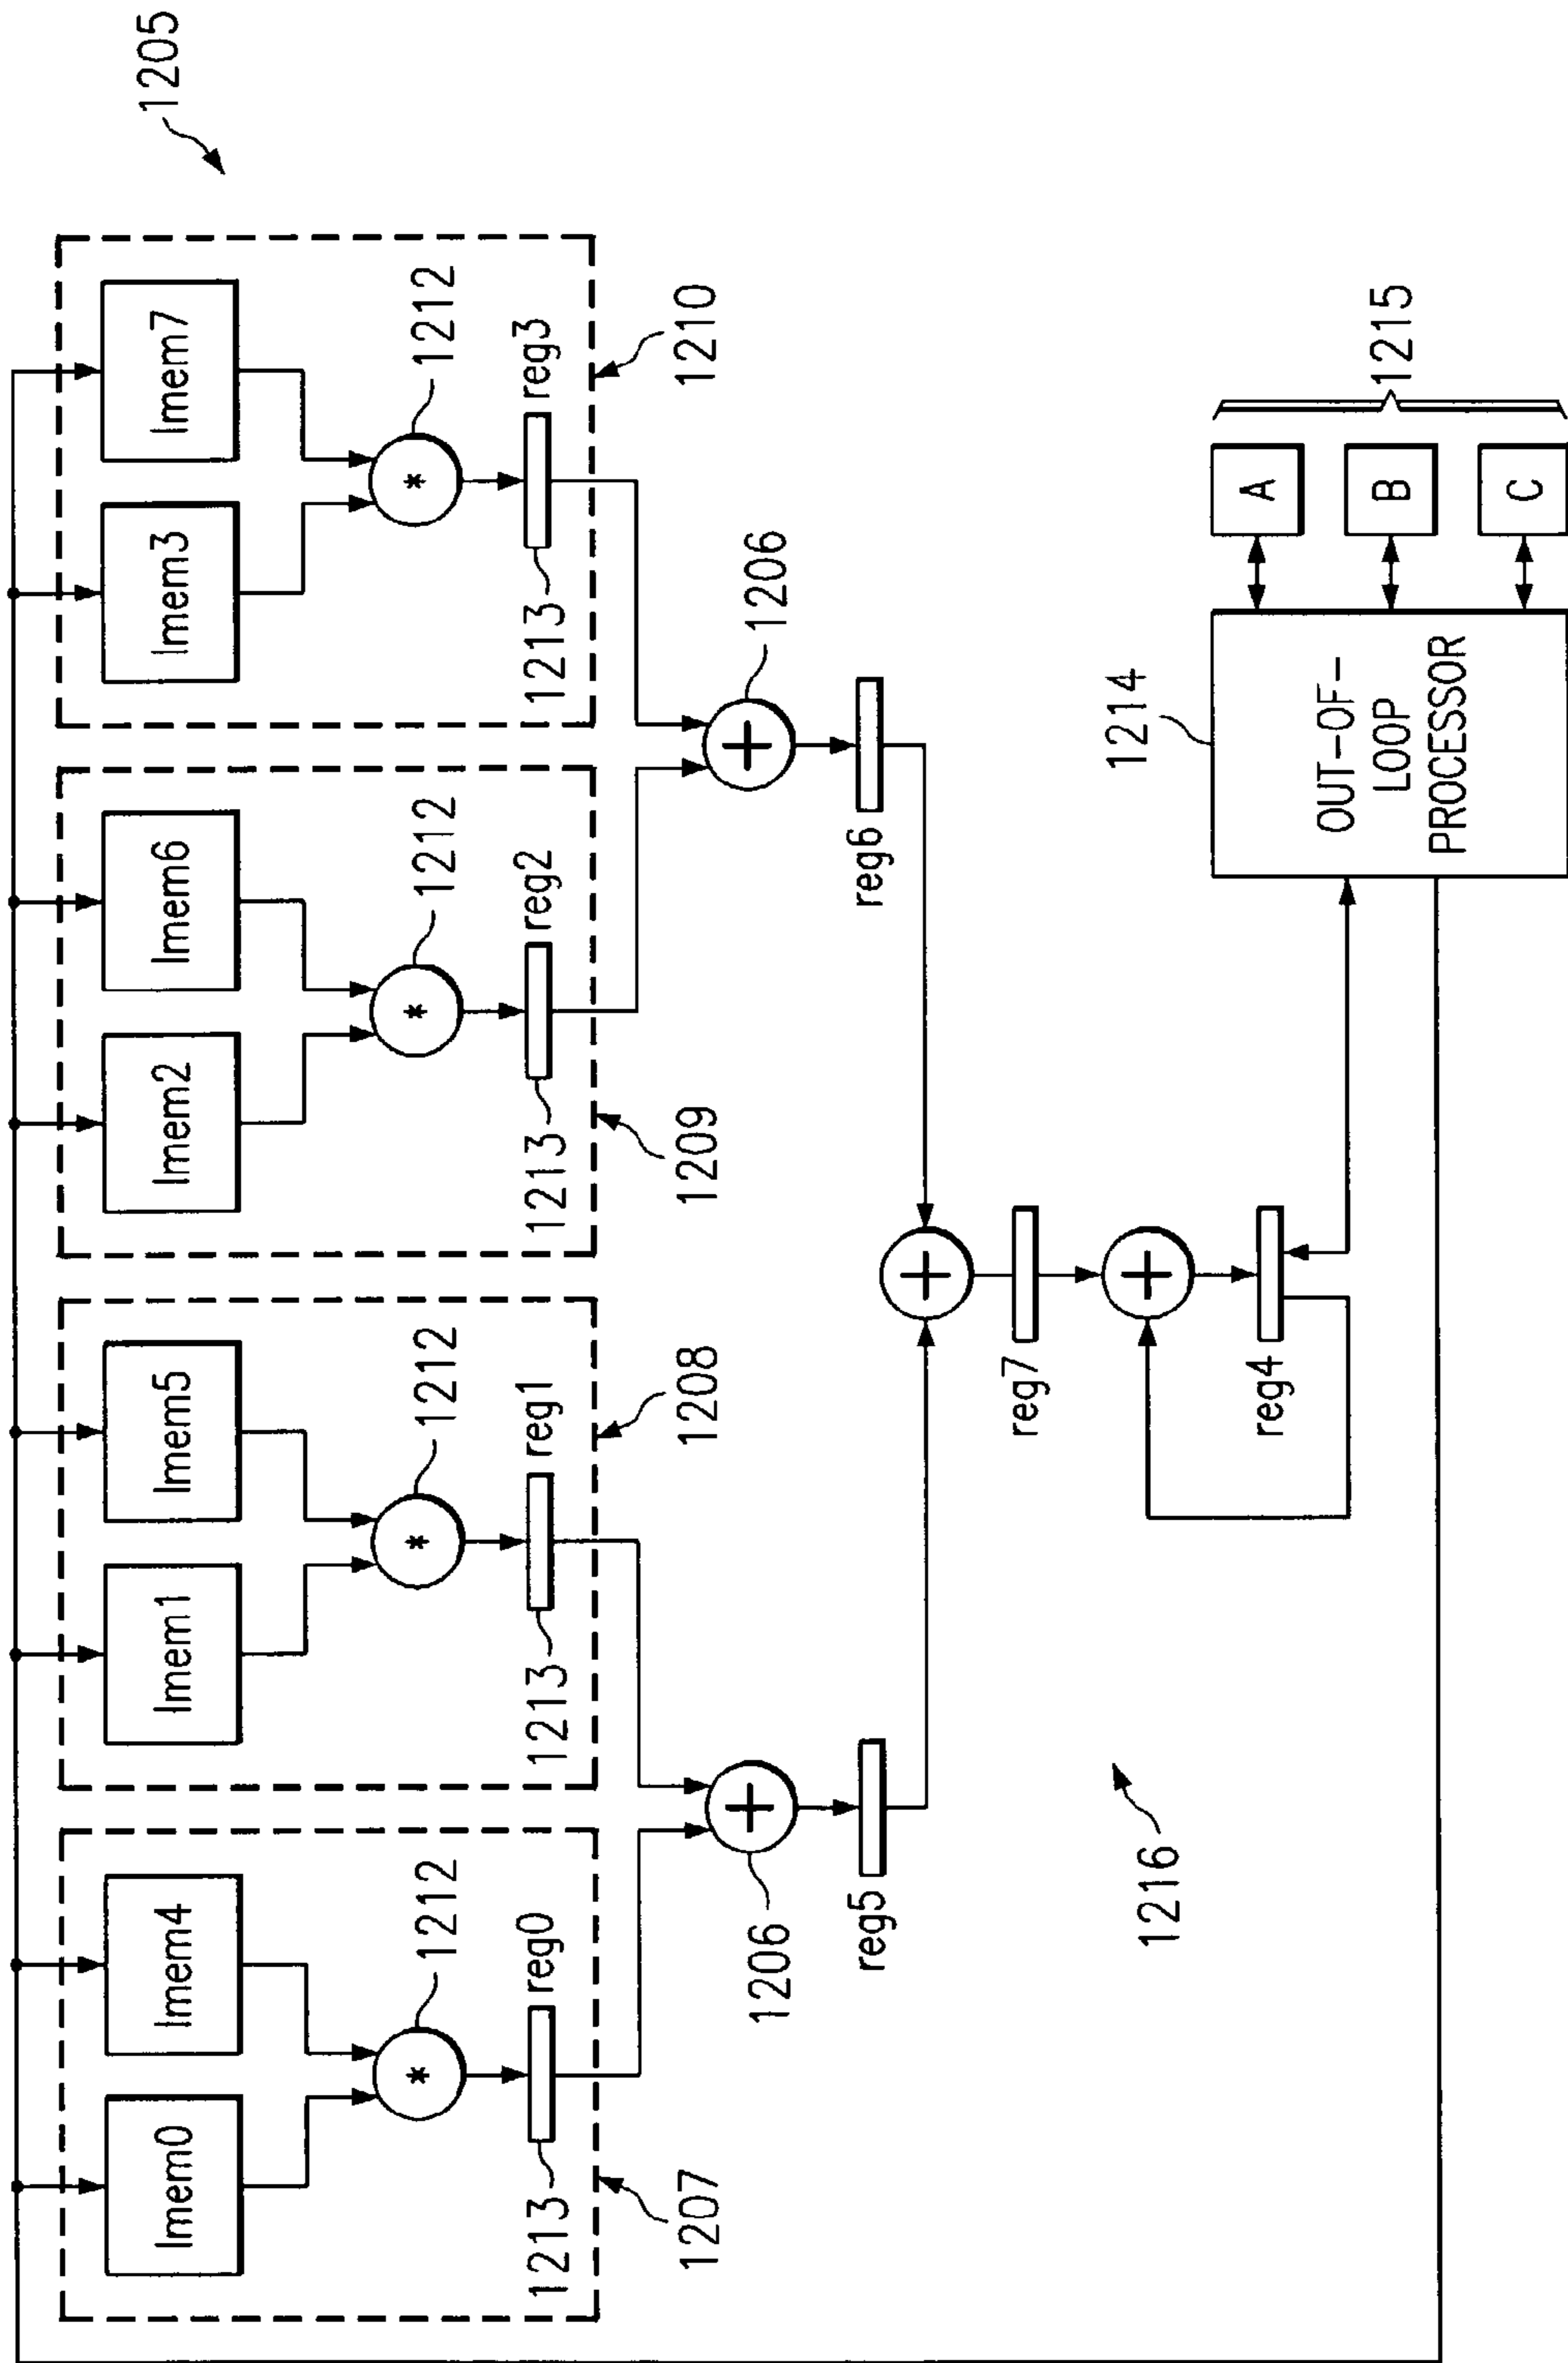 lmem0 lmem4 lmem1 lmem5 lmem2 lmem6 lmem3 lmem7
1205
* 1212 * 1212 * 1212 * 1212
1213 reg0 1213 reg1 1213 reg2 1213 reg3
1207 1208 1209 1210
1206 + + 1206
reg5 reg6
+
reg7
+
1216
1214
reg4
A
OUT-OF-
LOOP
B
1215
PROCESSOR
C